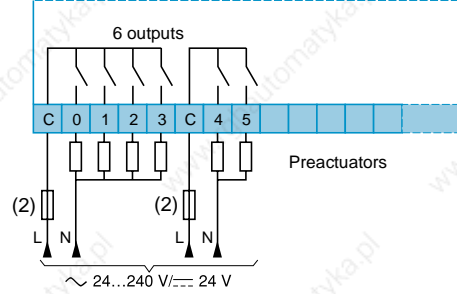 6 outputs
C 0 1 2 3 C 4 5
Preactuators
(2) (2)
L N L N
~ 24...240 V/⎓ 24 V